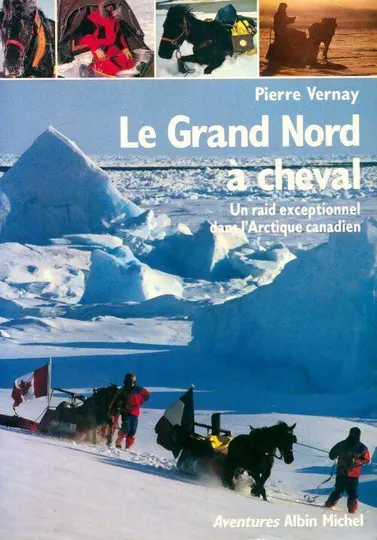 Pierre Vernay
Le Grand Nord
à cheval
Un raid exceptionnel
dans l'Arctique canadien
Aventures Albin Michel